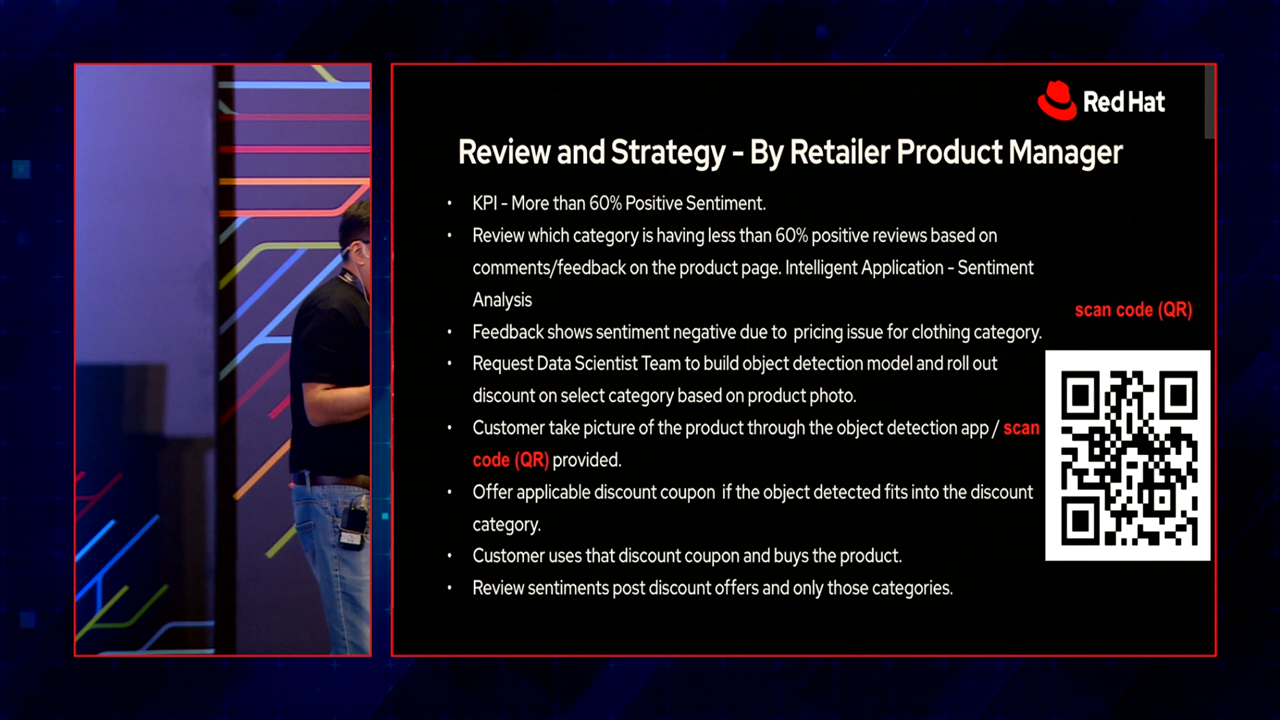 Red Hat
Review and Strategy - By Retailer Product Manager
• KPI - More than 60% Positive Sentiment.
• Review which category is having less than 60% positive reviews based on
comments/feedback on the product page. Intelligent Application - Sentiment
Analysis
scan code (QR)
• Feedback shows sentiment negative due to  pricing issue for clothing category.
• Request Data Scientist Team to build object detection model and roll out
discount on select category based on product photo.
• Customer take picture of the product through the object detection app / scan
code (QR) provided.
• Offer applicable discount coupon  if the object detected fits into the discount
category.
• Customer uses that discount coupon and buys the product.
• Review sentiments post discount offers and only those categories.